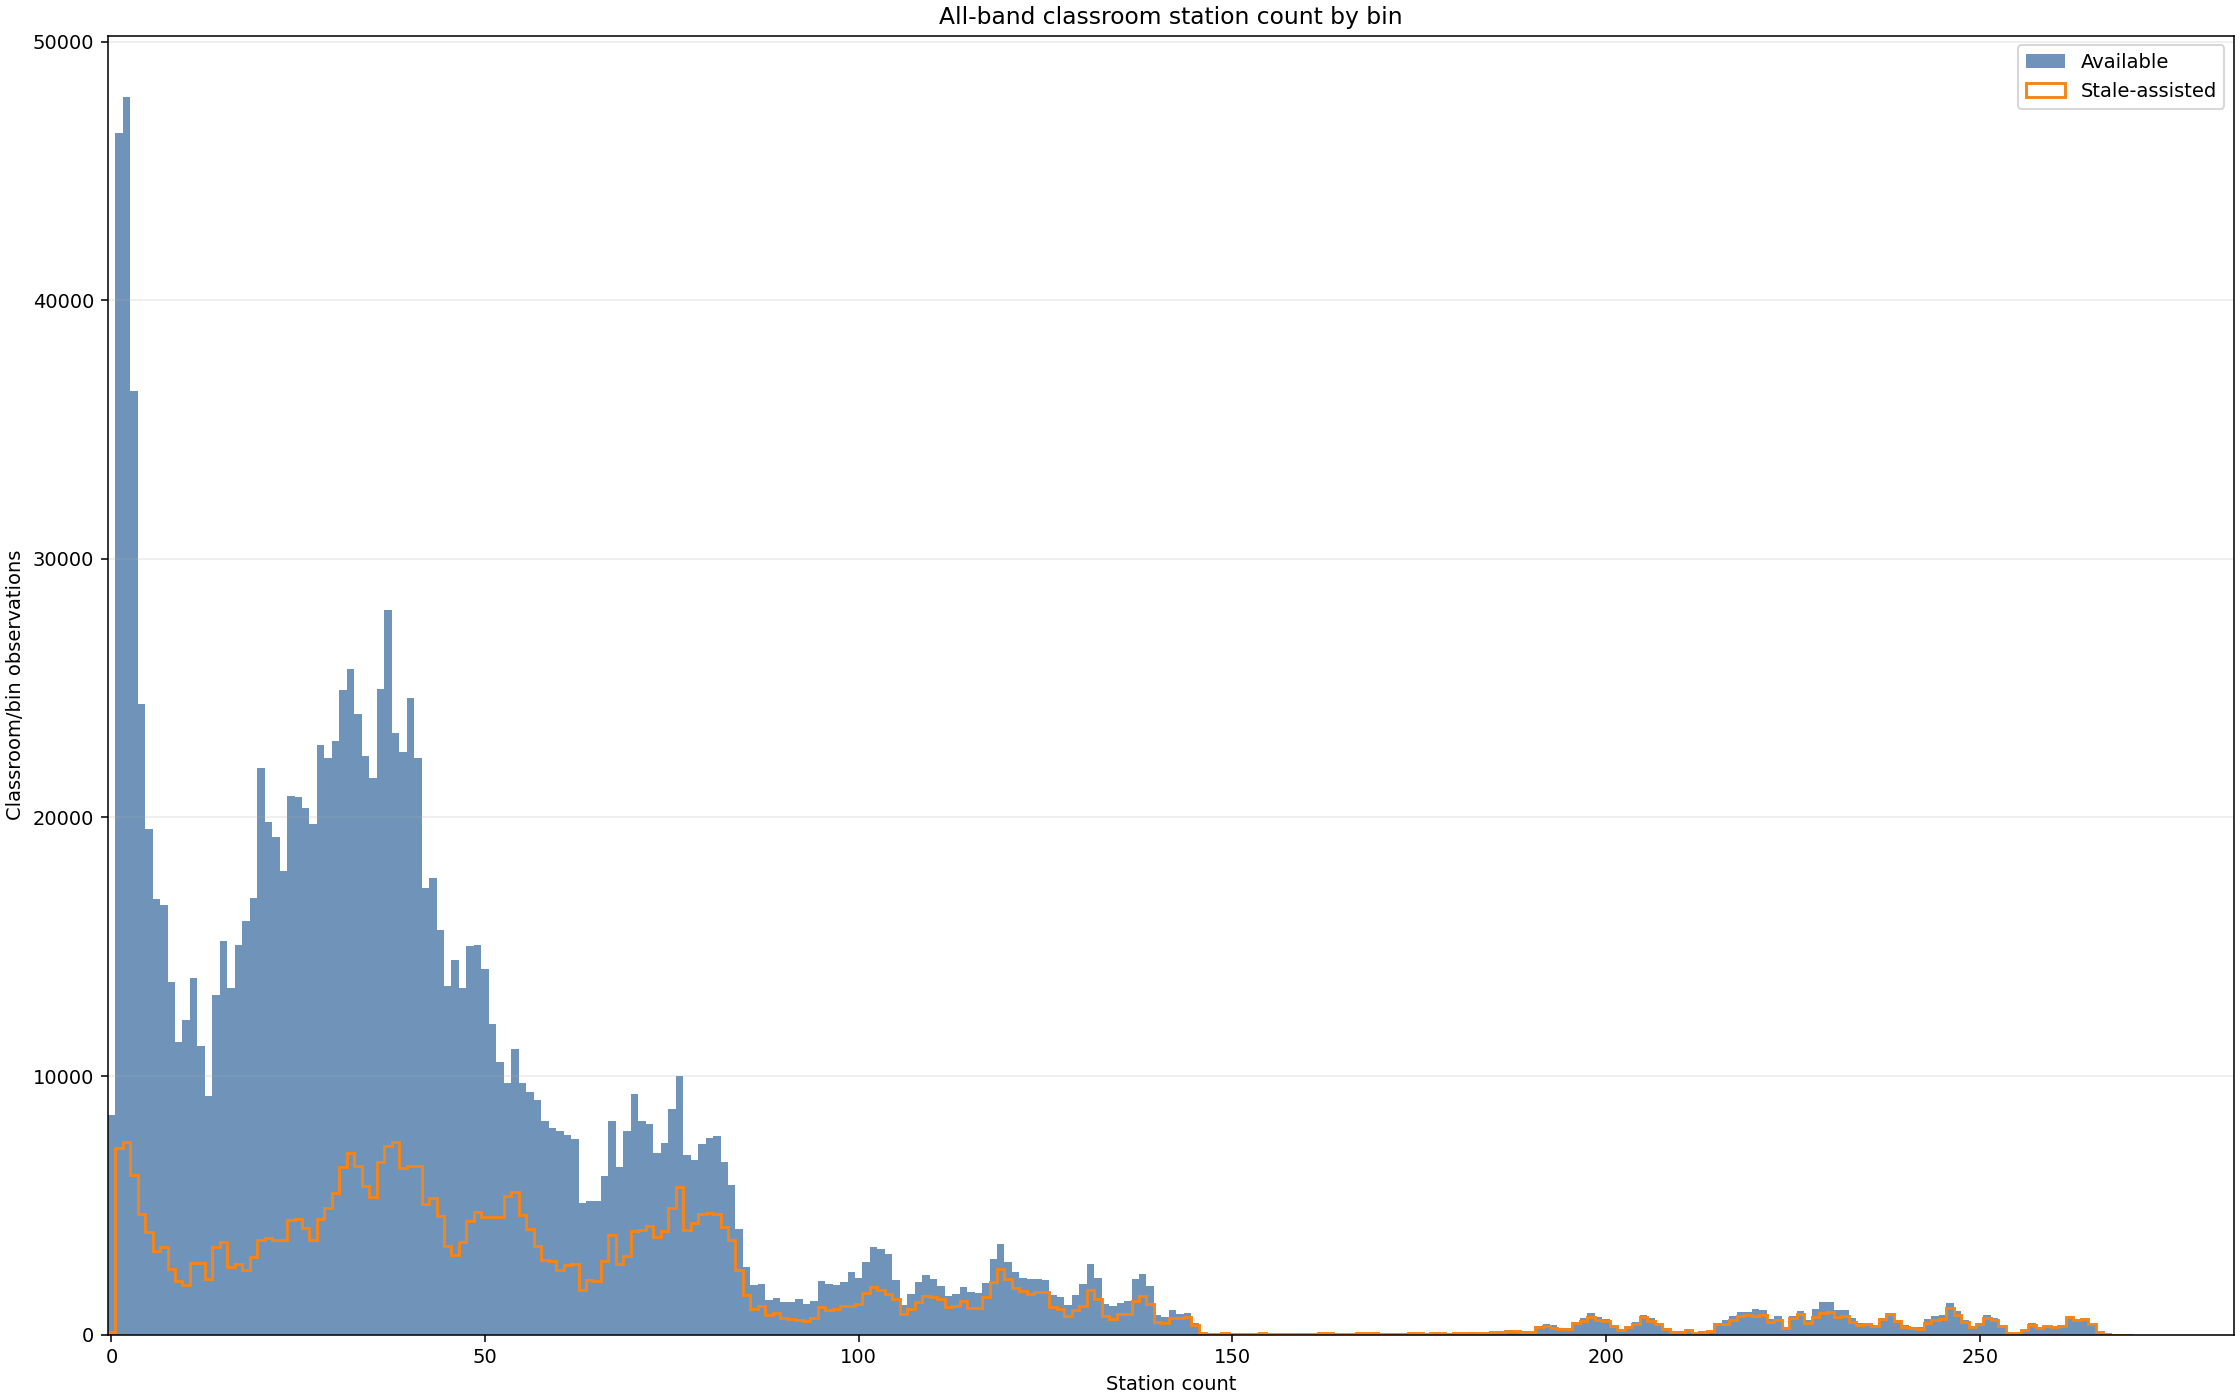 All-band classroom station count by bin
Available
Stale-assisted
Classroom/bin observations
50000
40000
30000
20000
10000
0
0 50 100 150 200 250
Station count